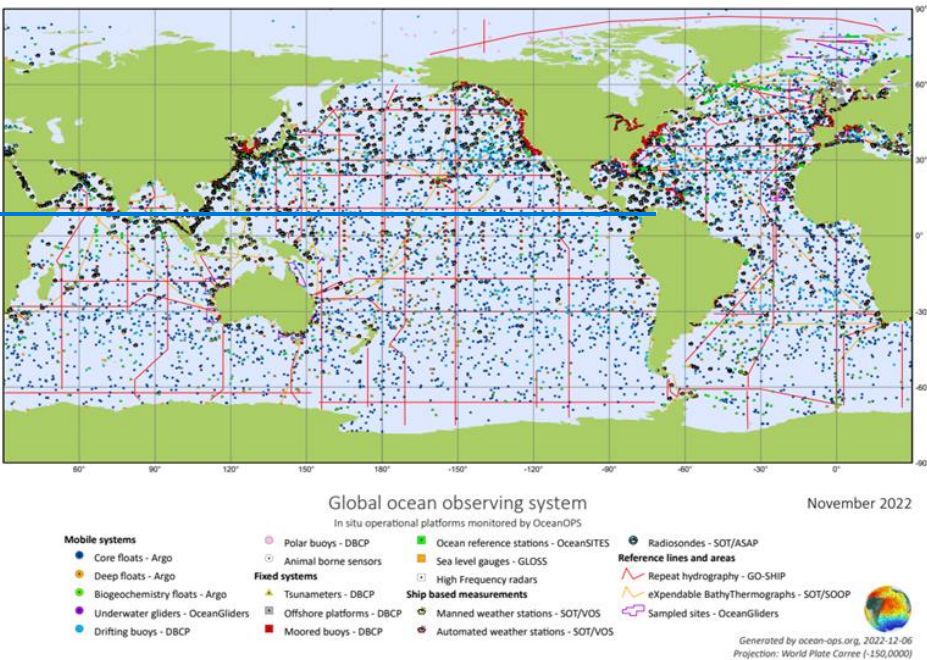 90°
60°
30°
0°
-30°
-60°
-90
60° 90° 120° 150° 180° -150° -120° -90° -60° -30° 0°
Global ocean observing system
November 2022
In situ operational platforms monitored by OceanOPS
Mobile systems
Core floats - Argo
Deep floats - Argo
Biogeochemistry floats - Argo
Underwater gliders - OceanGliders
Drifting buoys - DBCP
Polar buoys - DBCP
Animal borne sensors
Fixed systems
Tsunameters - DBCP
Offshore platforms - DBCP
Moored buoys - DBCP
Ocean reference stations - OceanSITES
Sea level gauges - GLOSS
High Frequency radars
Ship based measurements
Manned weather stations - SOT/VOS
Automated weather stations - SOT/VOS
Radiosondes - SOT/ASAP
Reference lines and areas
Repeat hydrography - GO-SHIP
eXpendable BathyThermographs - SOT/SOOP
Sampled sites - OceanGliders
Generated by ocean-ops.org, 2022-12-06
Projection: World Plate Carree (-150,0000)